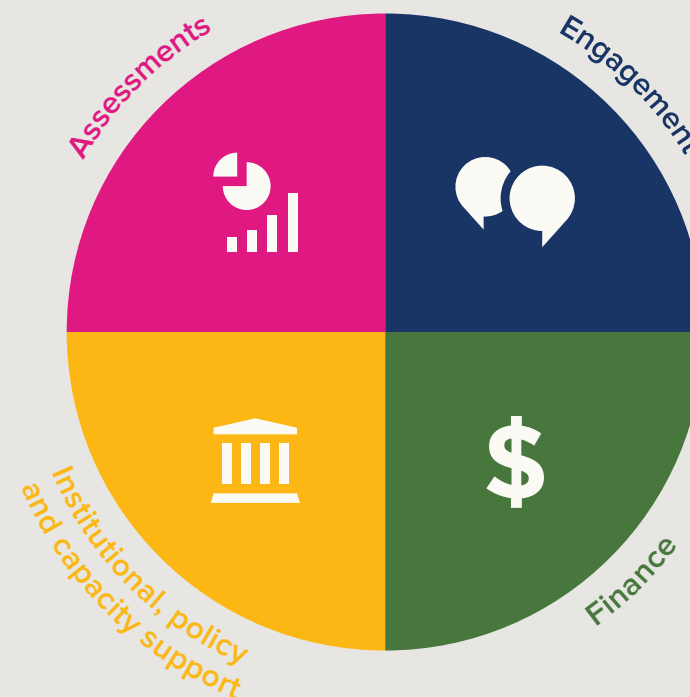 Assessments
Engagement
Institutional, policy
and capacity support
Finance